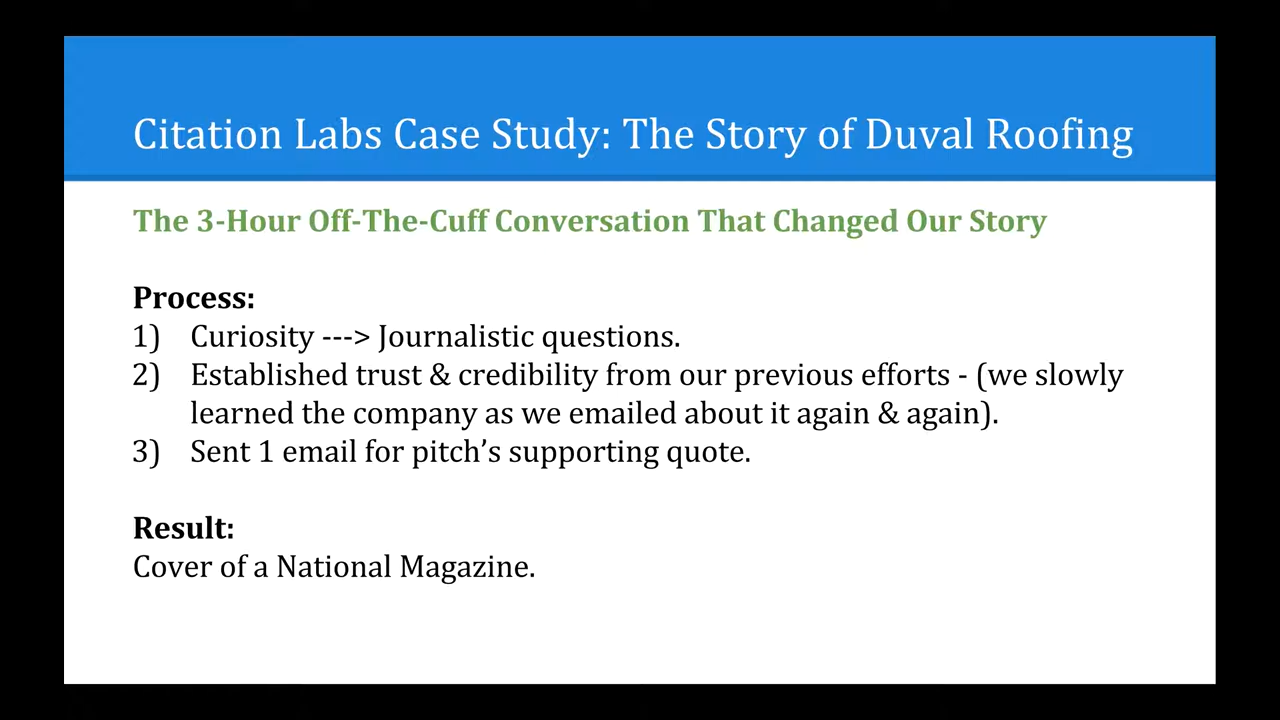 Citation Labs Case Study: The Story of Duval Roofing
The 3-Hour Off-The-Cuff Conversation That Changed Our Story
Process:
1) Curiosity ---> Journalistic questions.
2) Established trust & credibility from our previous efforts - (we slowly
learned the company as we emailed about it again & again).
3) Sent 1 email for pitch’s supporting quote.
Result:
Cover of a National Magazine.